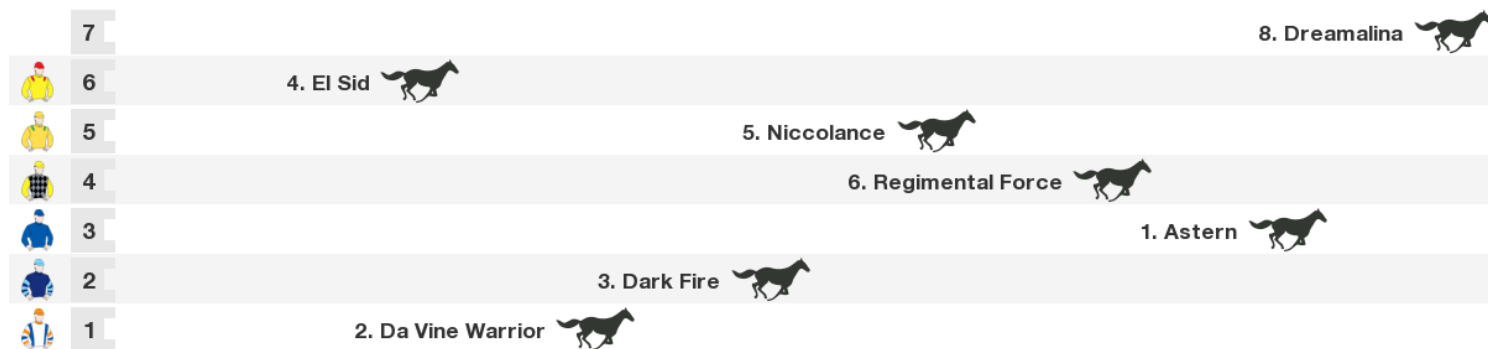 7 8. Dreamalina
6 4. El Sid
5 5. Niccolance
4 6. Regimental Force
3 1. Astern
2 3. Dark Fire
1 2. Da Vine Warrior